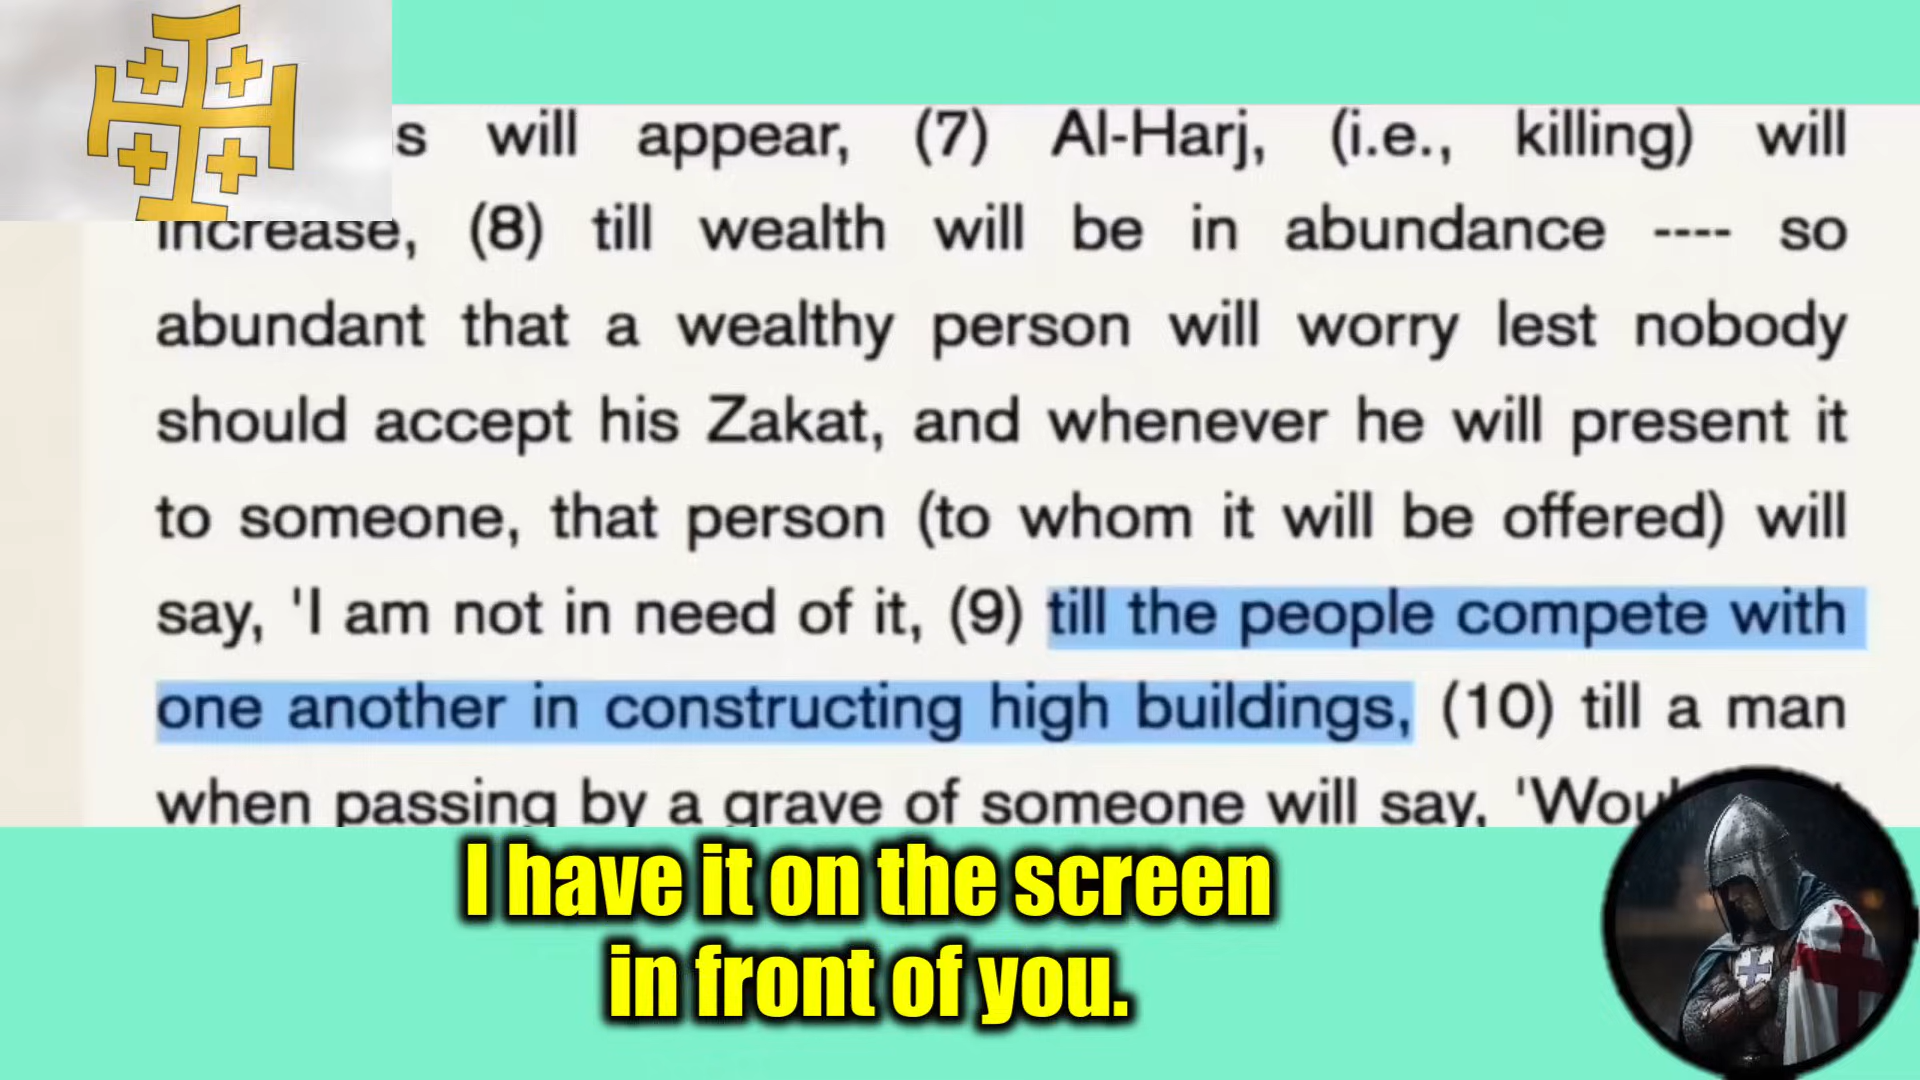 s will appear, (7) Al-Harj, (i.e., killing) will
increase, (8) till wealth will be in abundance ---- so
abundant that a wealthy person will worry lest nobody
should accept his Zakat, and whenever he will present it
to someone, that person (to whom it will be offered) will
say, 'I am not in need of it, (9) till the people compete with
one another in constructing high buildings, (10) till a man
when passing by a grave of someone will say,
I have it on the screen
in front of you.